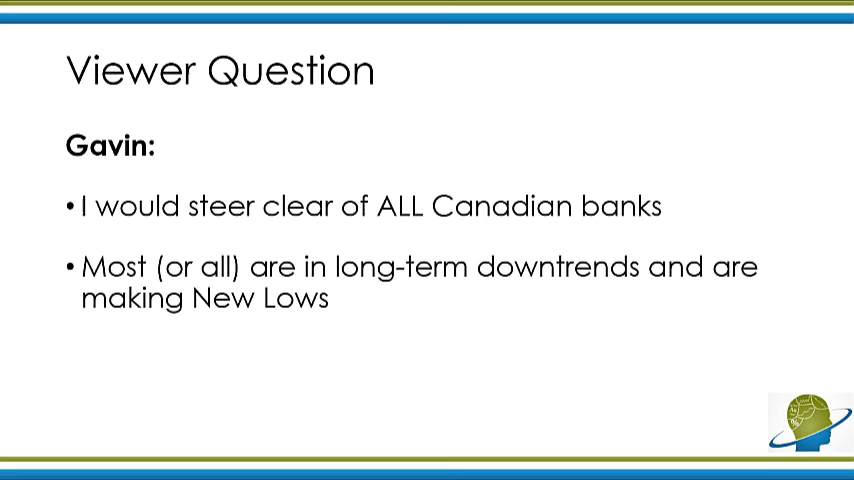 Viewer Question
Gavin:
• I would steer clear of ALL Canadian banks
• Most (or all) are in long-term downtrends and are
making New Lows